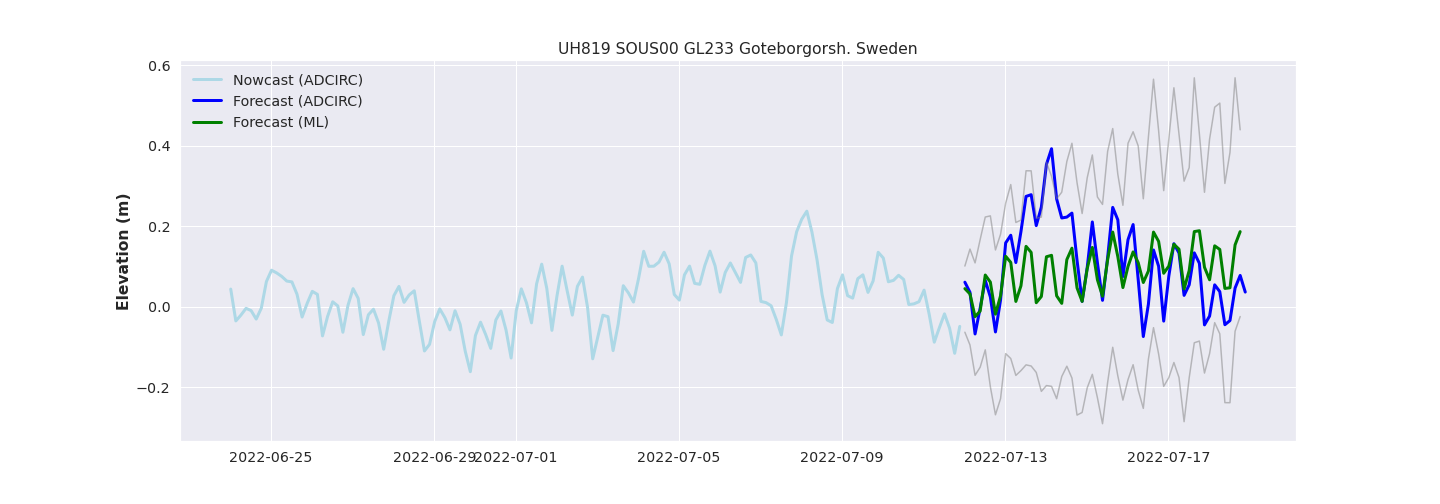 UH819 SOUS00 GL233 Goteborgorsh. Sweden
Nowcast (ADCIRC)
Forecast (ADCIRC)
Forecast (ML)
Elevation (m)
0.6
0.4
0.2
0.0
−0.2
2022-06-25
2022-06-29
2022-07-01
2022-07-05
2022-07-09
2022-07-13
2022-07-17